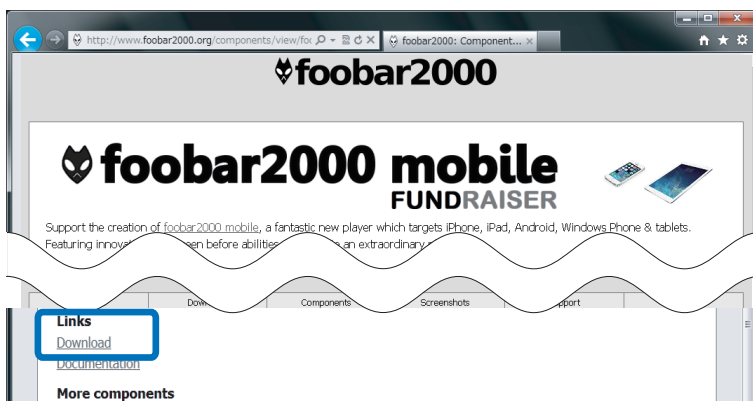 http://www.foobar2000.org/components/view/foo
foobar2000: Component...
foobar2000
foobar2000 mobile
FUNDRAISER
Support the creation of foobar2000 mobile, a fantastic new player which targets iPhone, iPad, Android, Windows Phone & tablets.
Featuring before abilities an extraordinary
Components Screenshots
Links
Download
Documentation
More components